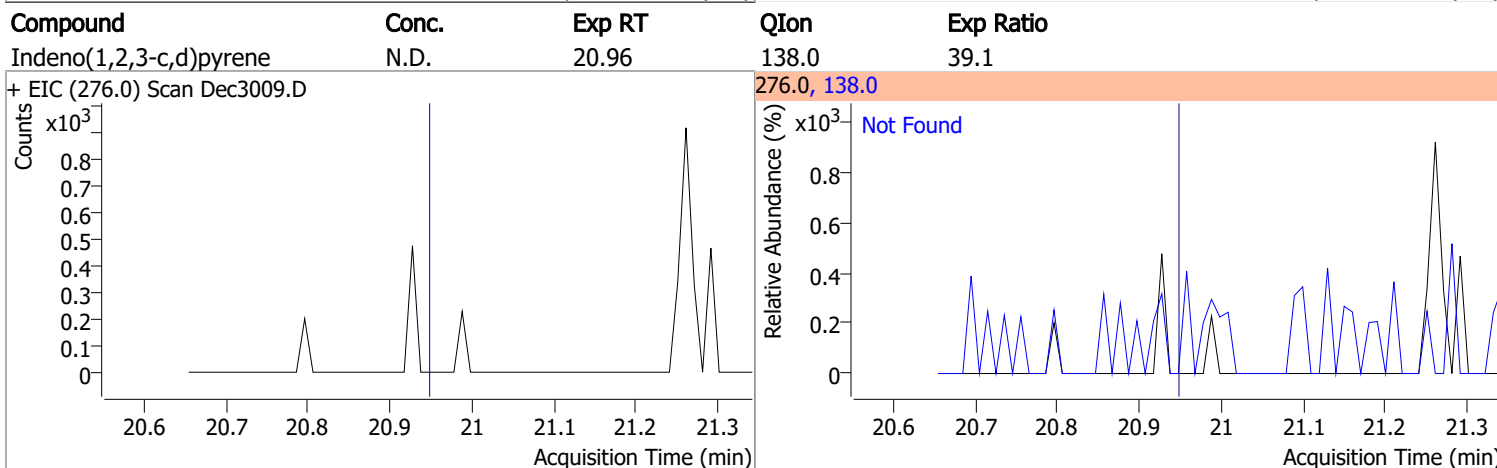 Compound Conc. Exp RT QIon Exp Ratio
Indeno(1,2,3-c,d)pyrene N.D. 20.96 138.0 39.1
+ EIC (276.0) Scan Dec3009.D
Counts
x10³
0.8
0.7
0.6
0.5
0.4
0.3
0.2
0.1
0
20.6 20.7 20.8 20.9 21 21.1 21.2 21.3
Acquisition Time (min)
276.0, 138.0
Relative Abundance (%)
x10³
Not Found
0.8
0.6
0.4
0.2
0
20.6 20.7 20.8 20.9 21 21.1 21.2 21.3
Acquisition Time (min)